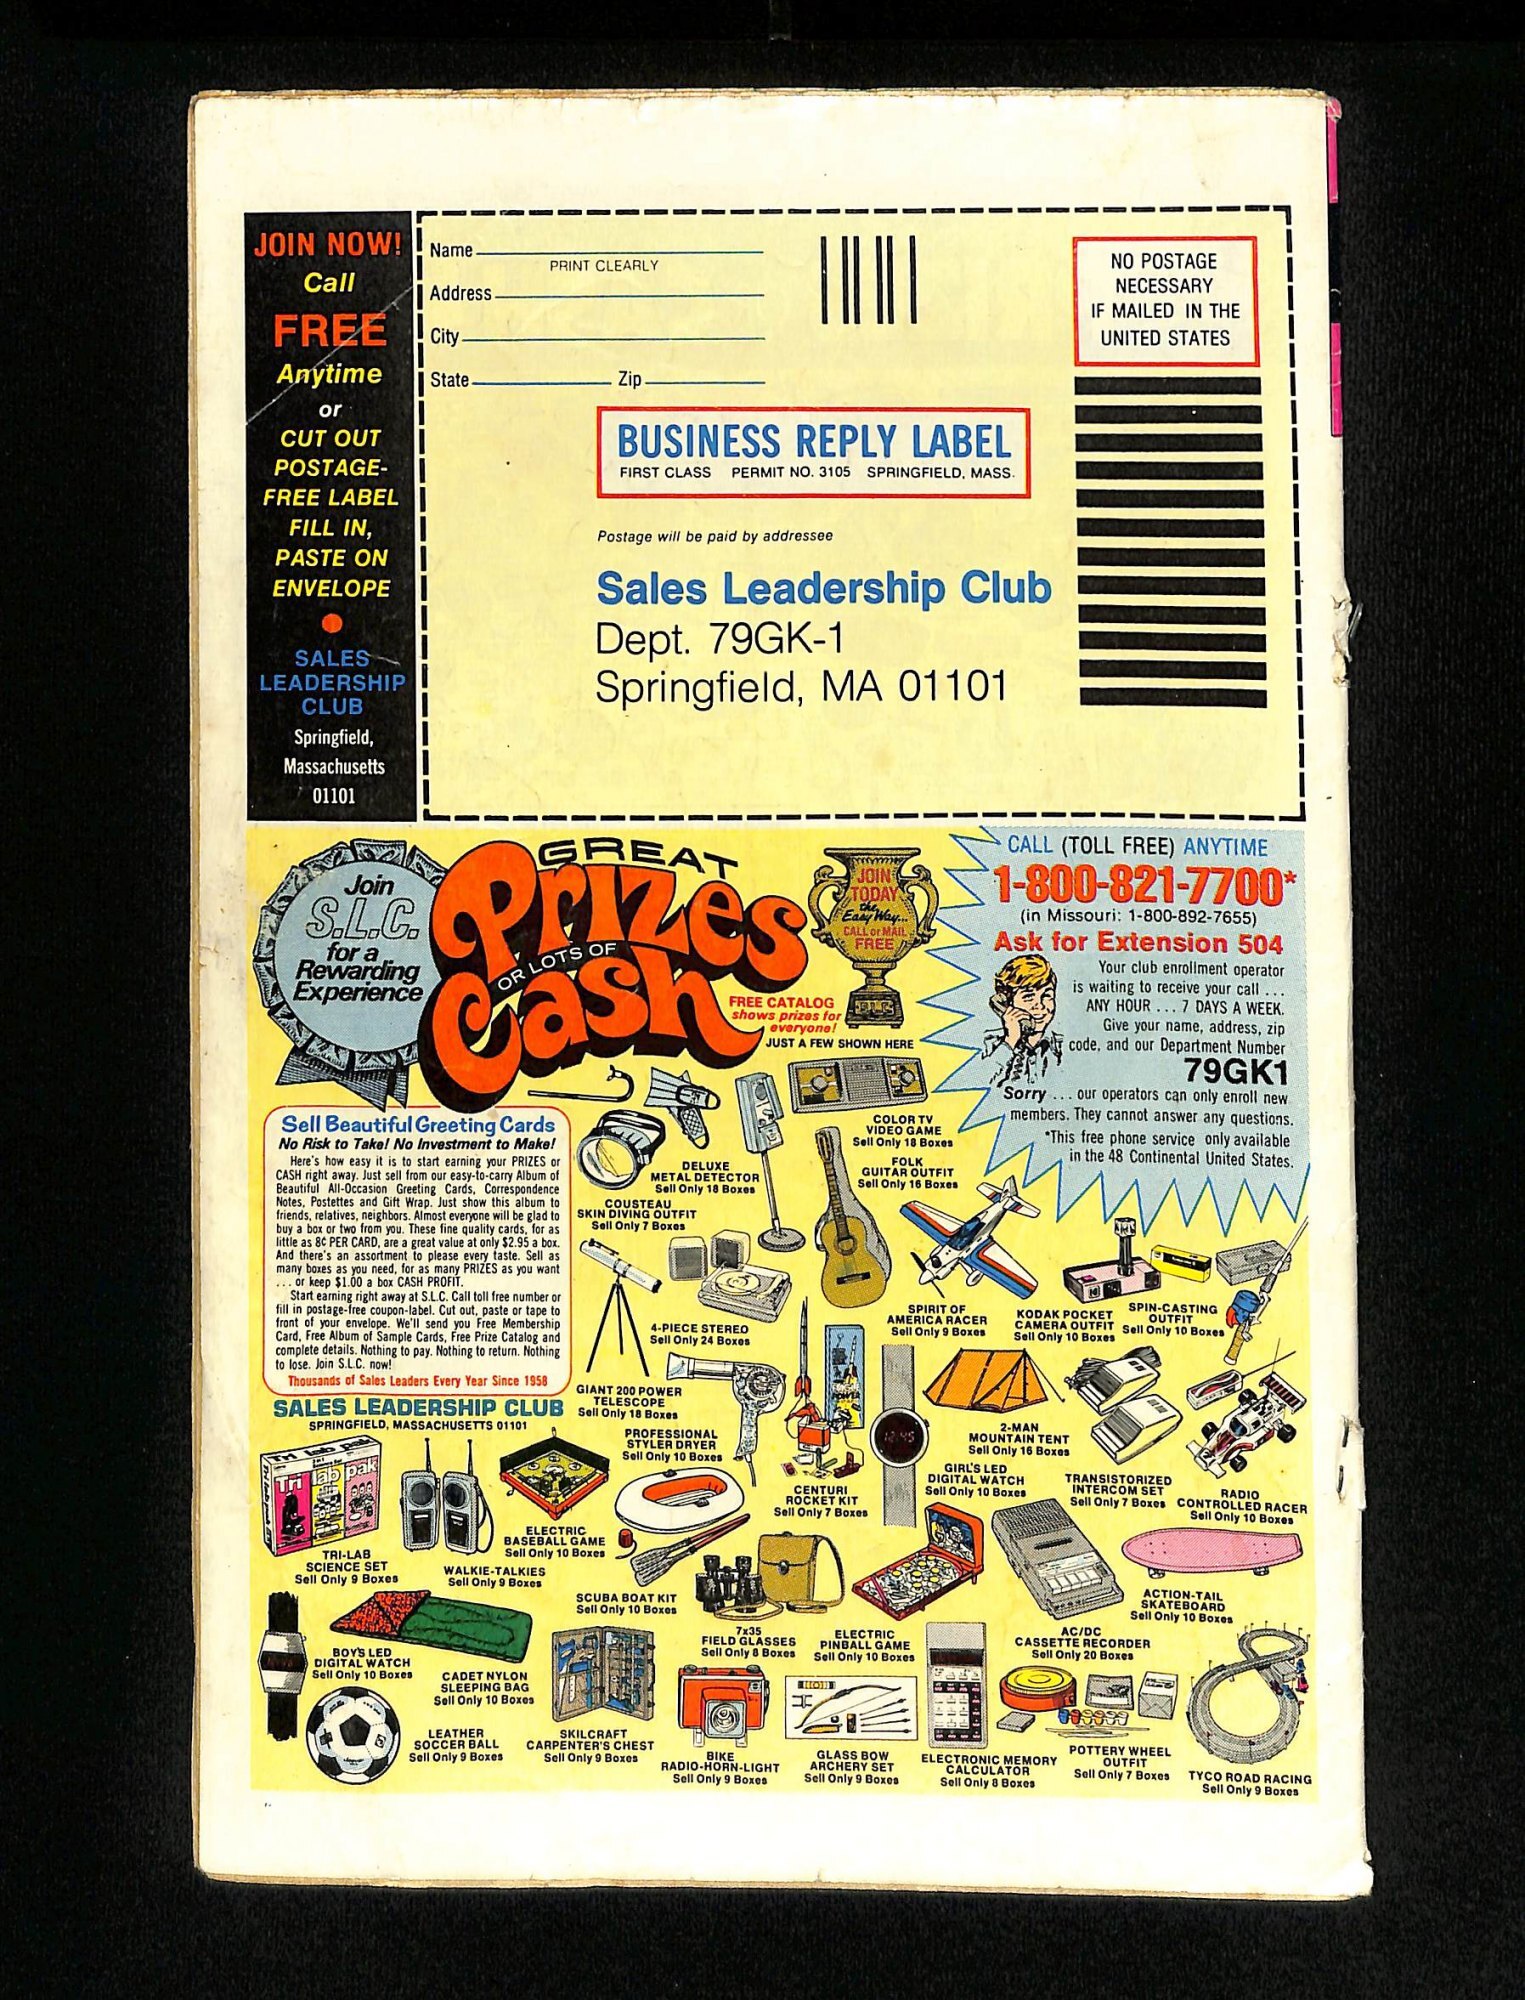 JOIN NOW!
Call
FREE
Anytime
or
CUT OUT
POSTAGE-
FREE LABEL
FILL IN,
PASTE ON
ENVELOPE
SALES
LEADERSHIP
CLUB
Springfield,
Massachusetts
01101
Name
PRINT CLEARLY
Address
City
State Zip
NO POSTAGE
NECESSARY
IF MAILED IN THE
UNITED STATES
BUSINESS REPLY LABEL
FIRST CLASS PERMIT NO. 3105 SPRINGFIELD, MASS.
Postage will be paid by addressee
Sales Leadership Club
Dept. 79GK-1
Springfield, MA 01101
Join
S.L.C.
for a
Rewarding
Experience
GREAT
Prizes
OR LOTS OF
Cash
JOIN
TODAY
the
Easy Way...
CALL or MAIL
FREE
SLC
FREE CATALOG
shows prizes for
everyone!
JUST A FEW SHOWN HERE
CALL (TOLL FREE) ANYTIME
1-800-821-7700*
(in Missouri: 1-800-892-7655)
Ask for Extension 504
Your club enrollment operator
is waiting to receive your call ...
ANY HOUR ... 7 DAYS A WEEK.
Give your name, address, zip
code, and our Department Number
79GK1
Sorry ... our operators can only enroll new
members. They cannot answer any questions.
*This free phone service only available
in the 48 Continental United States.
Sell Beautiful Greeting Cards
No Risk to Take! No Investment to Make!
Here's how easy it is to start earning your PRIZES or
CASH right away. Just sell from our easy-to-carry Album of
Beautiful All-Occasion Greeting Cards, Correspondence
Notes, Postettes and Gift Wrap. Just show this album to
friends, relatives, neighbors. Almost everyone will be glad to
buy a box or two from you. These fine quality cards, for as
little as 8¢ PER CARD, are a great value at only $2.95 a box.
And there's an assortment to please every taste. Sell as
many boxes as you need, for as many PRIZES as you want
... or keep $1.00 a box CASH PROFIT.
Start earning right away at S.L.C. Call toll free number or
fill in postage-free coupon-label. Cut out, paste or tape to
front of your envelope. We'll send you Free Membership
Card, Free Album of Sample Cards, Free Prize Catalog and
complete details. Nothing to pay. Nothing to return. Nothing
to lose. Join S.L.C. now!
Thousands of Sales Leaders Every Year Since 1958
SALES LEADERSHIP CLUB
SPRINGFIELD, MASSACHUSETTS 01101
COLOR TV
VIDEO GAME
Sell Only 18 Boxes
DELUXE
METAL DETECTOR
Sell Only 18 Boxes
FOLK
GUITAR OUTFIT
Sell Only 16 Boxes
COUSTEAU
SKIN DIVING OUTFIT
Sell Only 7 Boxes
4-PIECE STEREO
Sell Only 24 Boxes
SPIRIT OF
AMERICA RACER
Sell Only 9 Boxes
KODAK POCKET
CAMERA OUTFIT
Sell Only 10 Boxes
SPIN-CASTING
OUTFIT
Sell Only 10 Boxes
GIANT 200 POWER
TELESCOPE
Sell Only 18 Boxes
PROFESSIONAL
STYLER DRYER
Sell Only 10 Boxes
POWER
CENTURI
ROCKET KIT
Sell Only 7 Boxes
12:45
GIRL'S LED
DIGITAL WATCH
Sell Only 10 Boxes
2-MAN
MOUNTAIN TENT
Sell Only 16 Boxes
TRANSISTORIZED
INTERCOM SET
Sell Only 7 Boxes
RADIO
CONTROLLED RACER
Sell Only 10 Boxes
Tri lab pak
Tri lab pak
TRI-LAB
SCIENCE SET
Sell Only 9 Boxes
WALKIE-TALKIES
Sell Only 9 Boxes
ELECTRIC
BASEBALL GAME
Sell Only 10 Boxes
SCUBA BOAT KIT
Sell Only 10 Boxes
7x35
FIELD GLASSES
Sell Only 8 Boxes
ELECTRIC
PINBALL GAME
Sell Only 10 Boxes
AC/DC
CASSETTE RECORDER
Sell Only 20 Boxes
ACTION-TAIL
SKATEBOARD
Sell Only 10 Boxes
BOY'S LED
DIGITAL WATCH
Sell Only 10 Boxes
CADET NYLON
SLEEPING BAG
Sell Only 10 Boxes
LEATHER
SOCCER BALL
Sell Only 9 Boxes
SKILCRAFT
CARPENTER'S CHEST
Sell Only 9 Boxes
BIKE
RADIO-HORN-LIGHT
Sell Only 9 Boxes
GLASS BOW
ARCHERY SET
Sell Only 9 Boxes
ELECTRONIC MEMORY
CALCULATOR
Sell Only 8 Boxes
POTTERY WHEEL
OUTFIT
Sell Only 7 Boxes
TYCO ROAD RACING
Sell Only 9 Boxes